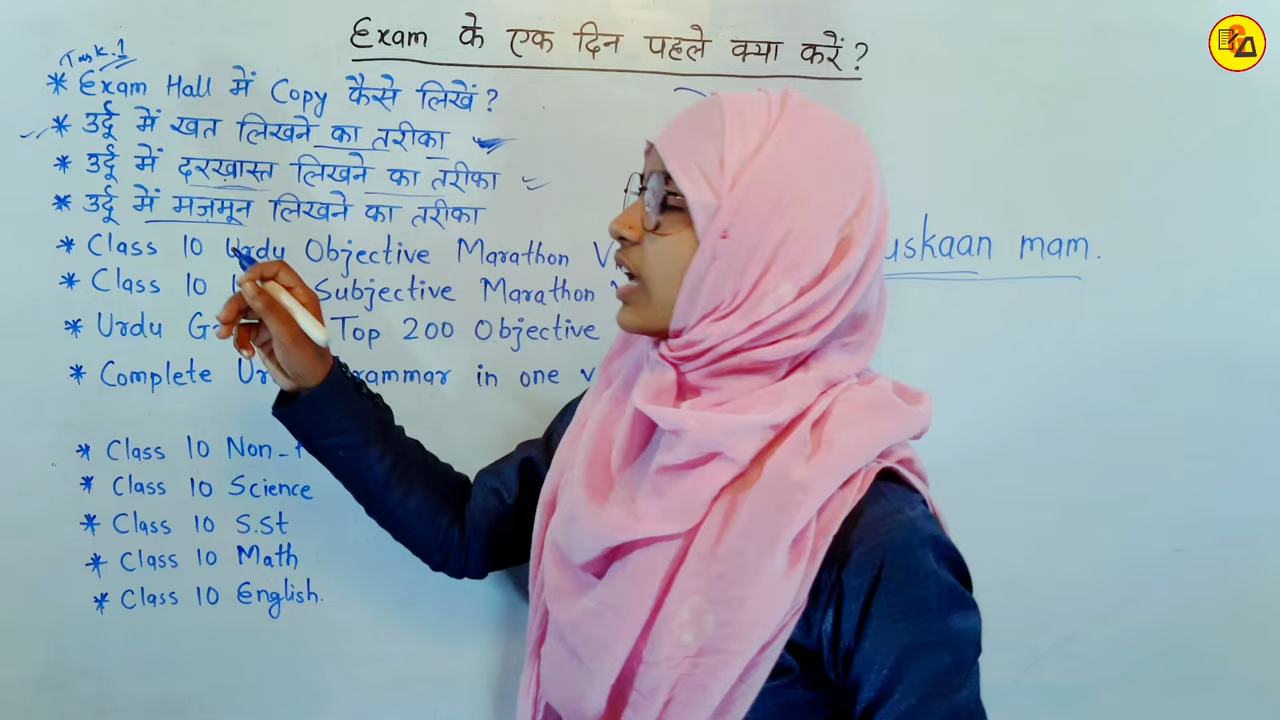 Exam के एक दिन पहले क्या करें?
Task.1
* Exam Hall में Copy कैसे लिखें?
* उर्दू में खत लिखने का तरीका
* उर्दू में दरख़ास्त लिखने का तरीका
* उर्दू में मज़मून लिखने का तरीका
* Class 10 Urdu Objective Marathon
* Class 10 Subjective Marathon
* Urdu Top 200 Objective
* Complete in one
uskaan mam.
* Class 10 Non-
* Class 10 Science
* Class 10 S.St
* Class 10 Math
* Class 10 English.